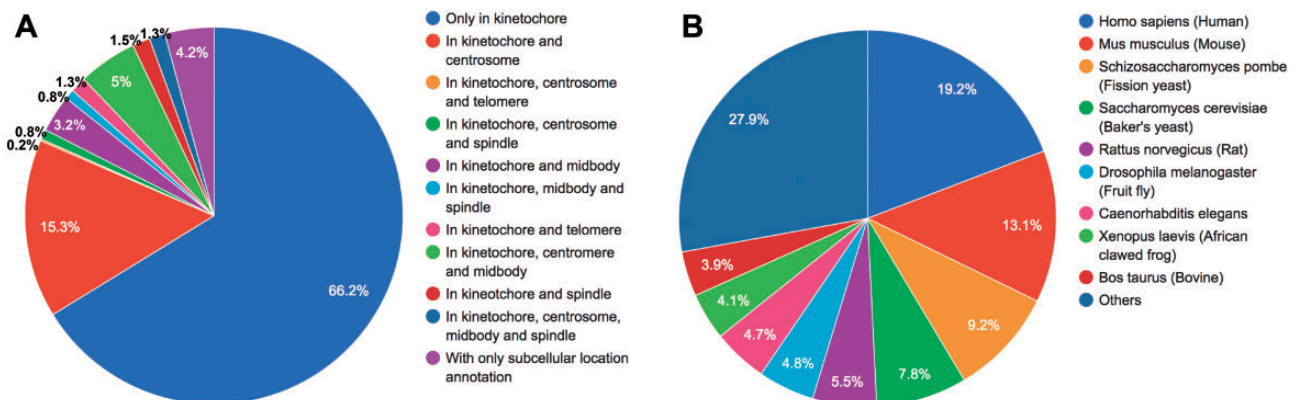 A
1.5%
1.3%
4.2%
1.3%
5%
0.8%
3.2%
0.8%
0.2%
15.3%
66.2%
Only in kinetochore
In kinetochore and
centrosome
In kinetochore, centrosome
and telomere
In kinetochore, centrosome
and spindle
In kinetochore and midbody
In kinetochore, midbody and
spindle
In kinetochore and telomere
In kinetochore, centromere
and midbody
In kineotchore and spindle
In kinetochore, centrosome,
midbody and spindle
With only subcellular location
annotation
B
19.2%
27.9%
13.1%
3.9%
4.1%
9.2%
4.7%
4.8%
5.5%
7.8%
Homo sapiens (Human)
Mus musculus (Mouse)
Schizosaccharomyces pombe
(Fission yeast)
Saccharomyces cerevisiae
(Baker's yeast)
Rattus norvegicus (Rat)
Drosophila melanogaster
(Fruit fly)
Caenorhabditis elegans
Xenopus laevis (African
clawed frog)
Bos taurus (Bovine)
Others